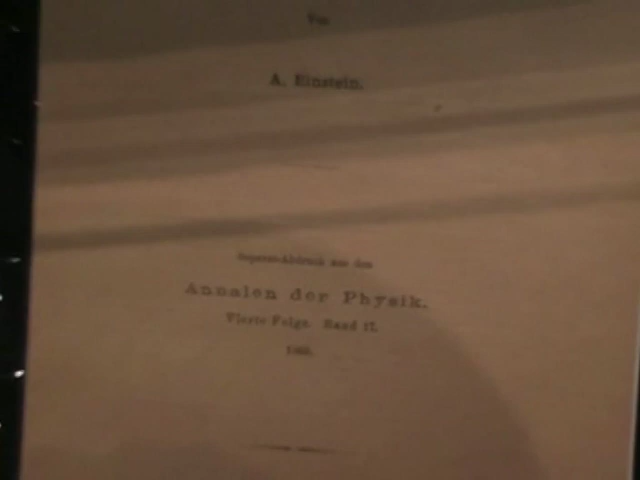 Von
A. Einstein.
Separat-Abdruck aus den
Annalen der Physik.
Vierte Folge. Band 17.
1905.